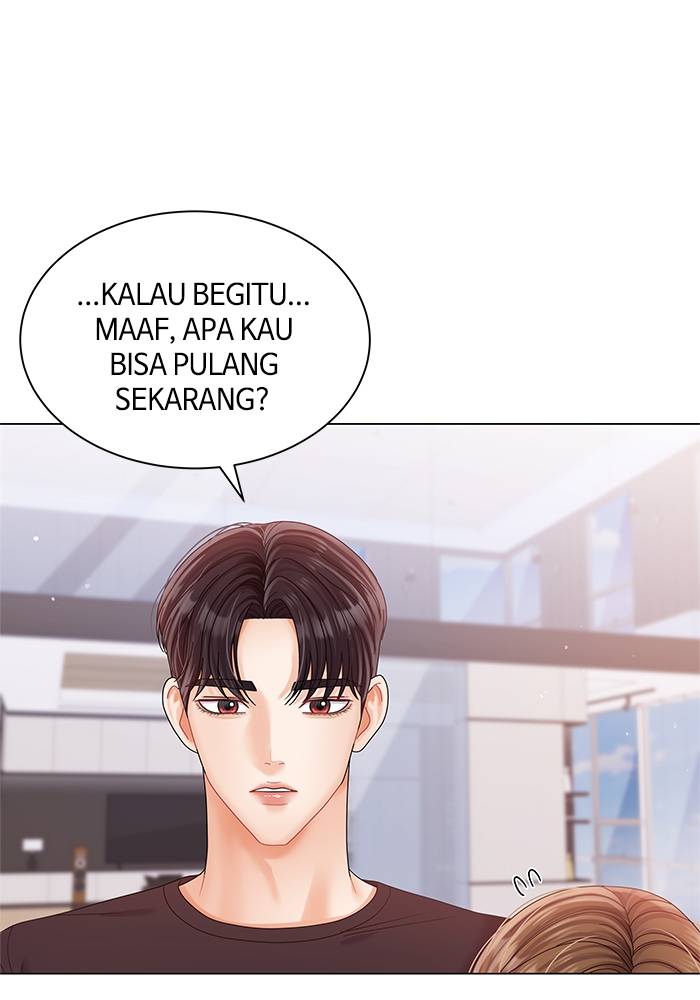 ...KALAU BEGITU...
MAAF, APA KAU
BISA PULANG
SEKARANG?